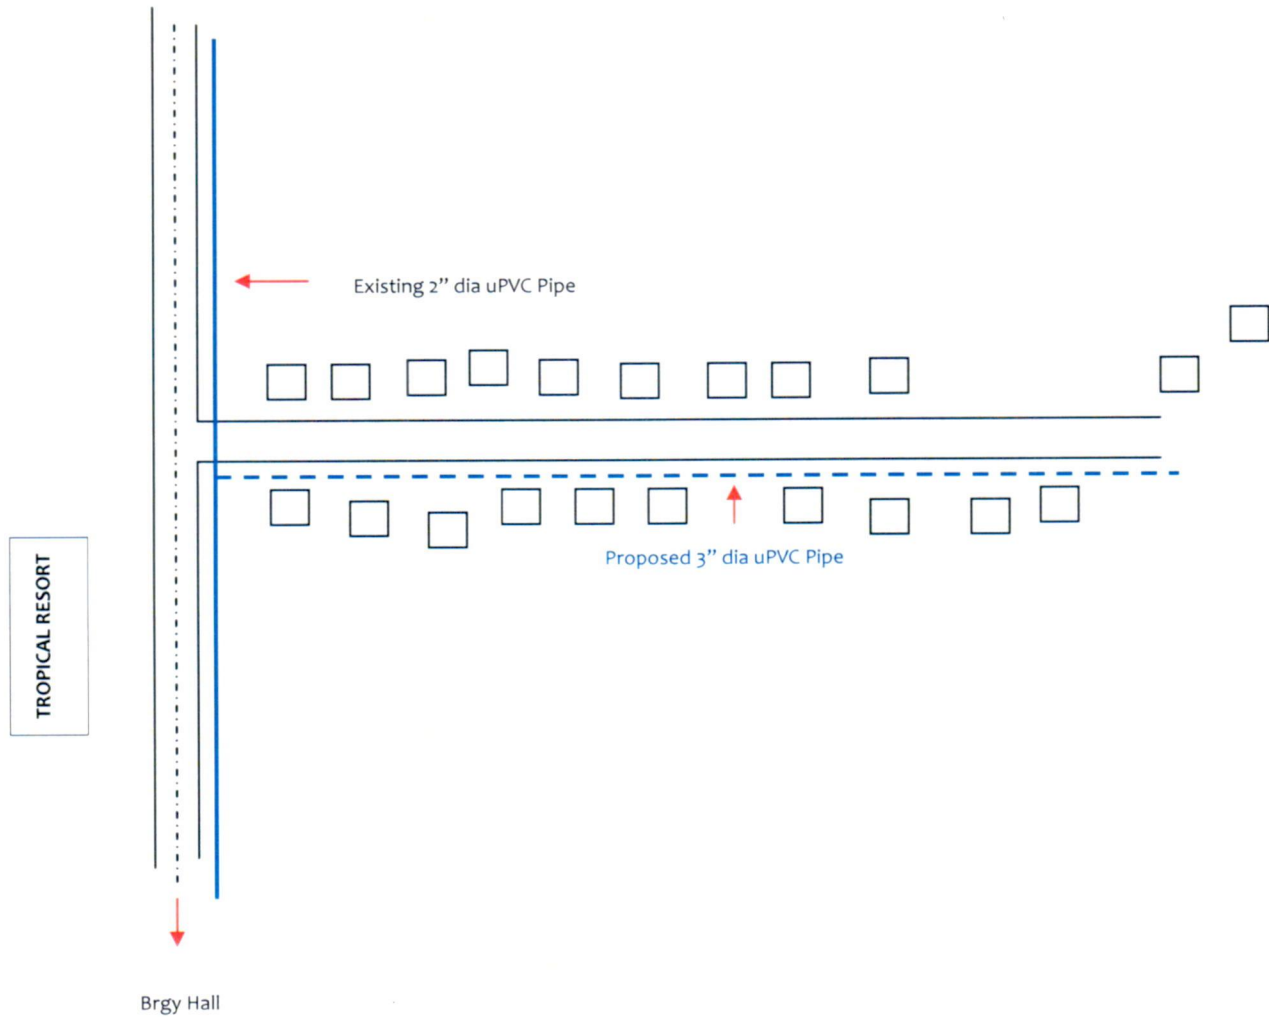 Existing 2” dia uPVC Pipe
Proposed 3” dia uPVC Pipe
TROPICAL RESORT
Brgy Hall